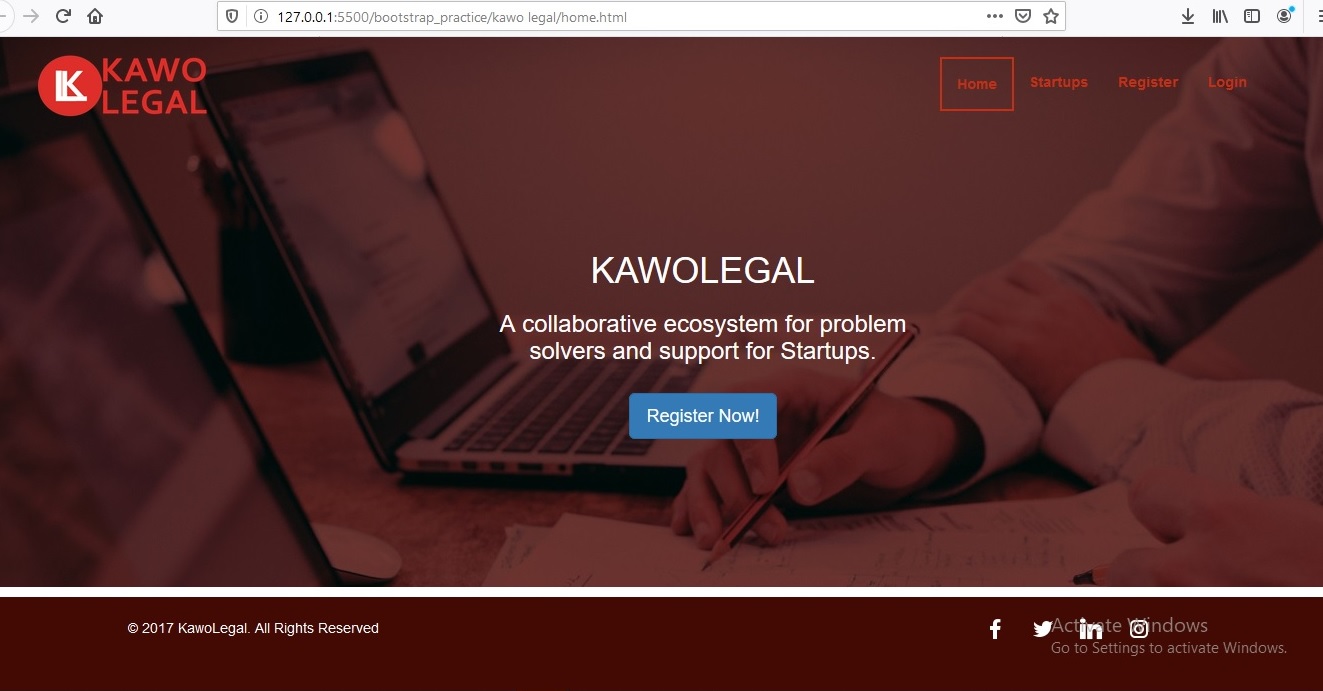 127.0.0.1:5500/bootstrap_practice/kawo legal/home.html
KAWO
LEGAL
Home
Startups
Register
Login
KAWOLEGAL
A collaborative ecosystem for problem
solvers and support for Startups.
Register Now!
© 2017 KawoLegal. All Rights Reserved
Activate Windows
Go to Settings to activate Windows.